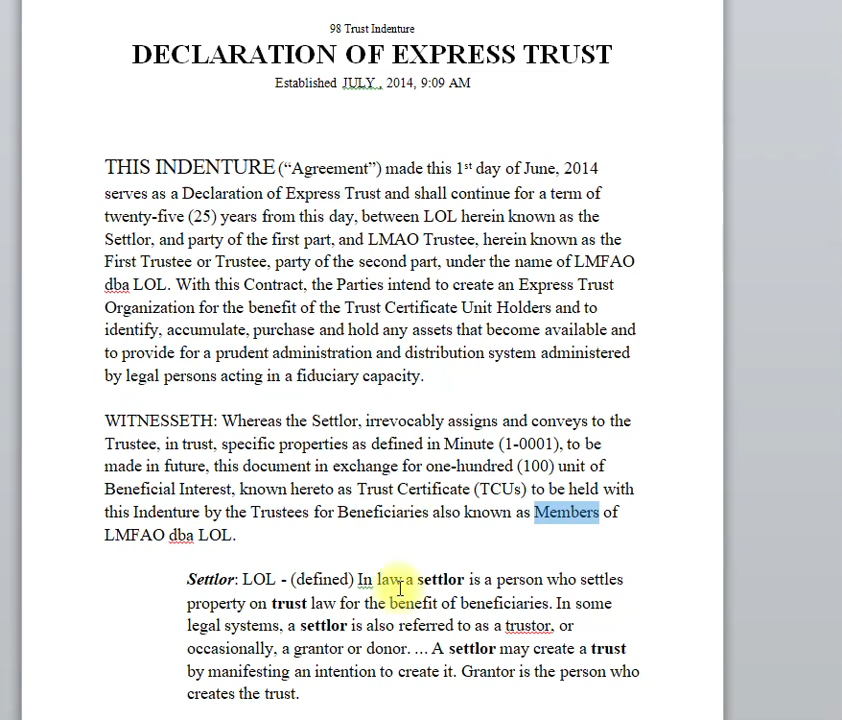 98 Trust Indenture
DECLARATION OF EXPRESS TRUST
Established JULY , 2014, 9:09 AM
THIS INDENTURE (“Agreement”) made this 1st day of June, 2014
serves as a Declaration of Express Trust and shall continue for a term of
twenty-five (25) years from this day, between LOL herein known as the
Settlor, and party of the first part, and LMAO Trustee, herein known as the
First Trustee or Trustee, party of the second part, under the name of LMFAO
dba LOL. With this Contract, the Parties intend to create an Express Trust
Organization for the benefit of the Trust Certificate Unit Holders and to
identify, accumulate, purchase and hold any assets that become available and
to provide for a prudent administration and distribution system administered
by legal persons acting in a fiduciary capacity.
WITNESSETH: Whereas the Settlor, irrevocably assigns and conveys to the
Trustee, in trust, specific properties as defined in Minute (1-0001), to be
made in future, this document in exchange for one-hundred (100) unit of
Beneficial Interest, known hereto as Trust Certificate (TCUs) to be held with
this Indenture by the Trustees for Beneficiaries also known as Members of
LMFAO dba LOL.
Settlor: LOL - (defined) In law a settlor is a person who settles
property on trust law for the benefit of beneficiaries. In some
legal systems, a settlor is also referred to as a trustor, or
occasionally, a grantor or donor. ... A settlor may create a trust
by manifesting an intention to create it. Grantor is the person who
creates the trust.